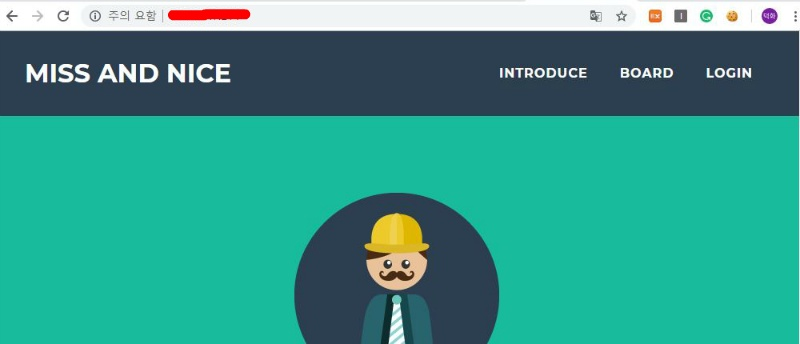 주의 요함
MISS AND NICE
INTRODUCE BOARD LOGIN